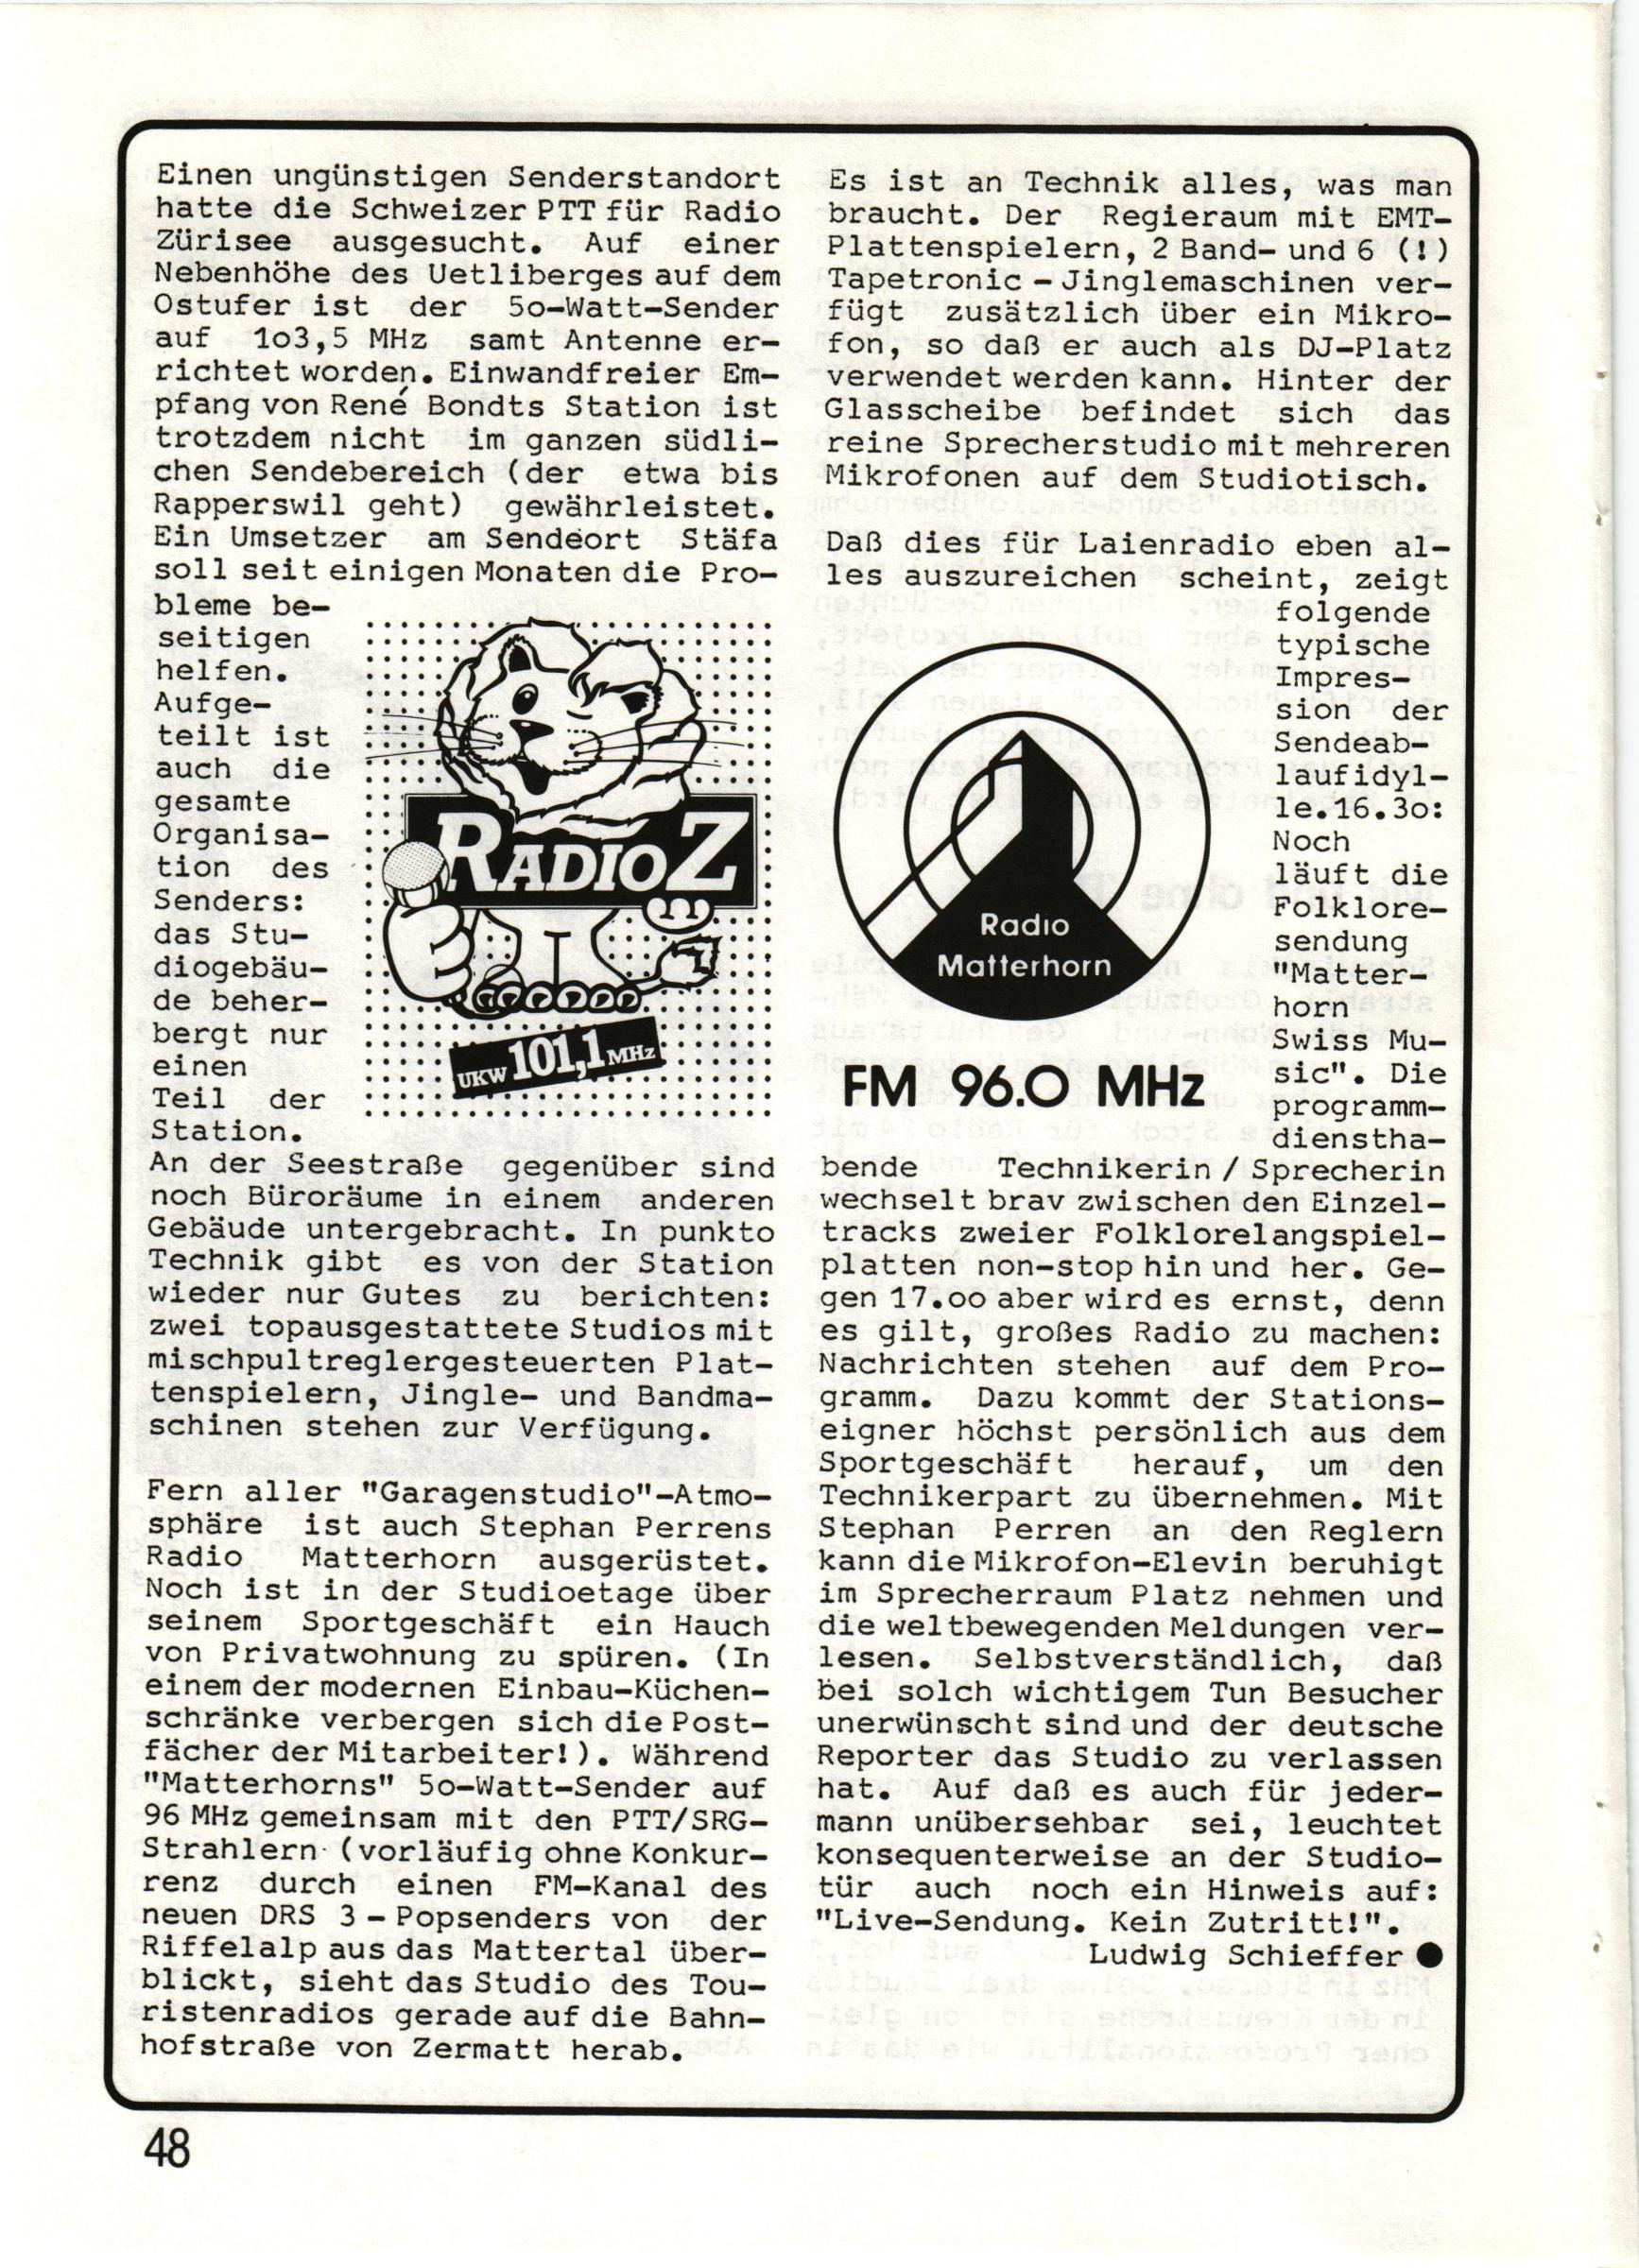 Einen ungünstigen Senderstandort
hatte die Schweizer PTT für Radio
Zürisee ausgesucht. Auf einer
Nebenhöhe des Uetliberges auf dem
Ostufer ist der 5o-Watt-Sender
auf 1o3,5 MHz samt Antenne er-
richtet worden. Einwandfreier Em-
pfang von René Bondts Station ist
trotzdem nicht im ganzen südli-
chen Sendebereich (der etwa bis
Rapperswil geht) gewährleistet.
Ein Umsetzer am Sendeort Stäfa
soll seit einigen Monaten die Pro-
bleme be-
seitigen
helfen.
Aufge-
teilt ist
auch die
gesamte
Organisa-
tion des
Senders:
das Stu-
diogebäu-
de beher-
bergt nur
einen
Teil der
Station.
An der Seestraße gegenüber sind
noch Büroräume in einem anderen
Gebäude untergebracht. In punkto
Technik gibt es von der Station
wieder nur Gutes zu berichten:
zwei topausgestattete Studios mit
mischpultreglergesteuerten Plat-
tenspielern, Jingle- und Bandma-
schinen stehen zur Verfügung.
Fern aller "Garagenstudio"-Atmo-
sphäre ist auch Stephan Perrens
Radio Matterhorn ausgerüstet.
Noch ist in der Studioetage über
seinem Sportgeschäft ein Hauch
von Privatwohnung zu spüren. (In
einem der modernen Einbau-Küchen-
schränke verbergen sich die Post-
fächer der Mitarbeiter!). Während
"Matterhorns" 5o-Watt-Sender auf
96 MHz gemeinsam mit den PTT/SRG-
Strahlern (vorläufig ohne Konkur-
renz durch einen FM-Kanal des
neuen DRS 3 - Popsenders von der
Riffelalp aus das Mattertal über-
blickt, sieht das Studio des Tou-
ristenradios gerade auf die Bahn-
hofstraße von Zermatt herab.
RADIO Z
UKW 101,1 MHz
Es ist an Technik alles, was man
braucht. Der Regieraum mit EMT-
Plattenspielern, 2 Band- und 6 (!)
Tapetronic - Jinglemaschinen ver-
fügt zusätzlich über ein Mikro-
fon, so daß er auch als DJ-Platz
verwendet werden kann. Hinter der
Glasscheibe befindet sich das
reine Sprecherstudio mit mehreren
Mikrofonen auf dem Studiotisch.
Daß dies für Laienradio eben al-
les auszureichen scheint, zeigt
folgende
typische
Impres-
sion der
Sendeab-
laufidyl-
le.16.3o:
Noch
läuft die
Folklore-
sendung
"Matter-
horn
Swiss Mu-
sic". Die
programm-
diensth­a-
bende Technikerin / Sprecherin
wechselt brav zwischen den Einzel-
tracks zweier Folklorelangspiel-
platten non-stop hin und her. Ge-
gen 17.oo aber wird es ernst, denn
es gilt, großes Radio zu machen:
Nachrichten stehen auf dem Pro-
gramm. Dazu kommt der Stations-
eigner höchst persönlich aus dem
Sportgeschäft herauf, um den
Technikerpart zu übernehmen. Mit
Stephan Perren an den Reglern
kann die Mikrofon-Elevin beruhigt
im Sprecherraum Platz nehmen und
die weltbewegenden Meldungen ver-
lesen. Selbstverständlich, daß
bei solch wichtigem Tun Besucher
unerwünscht sind und der deutsche
Reporter das Studio zu verlassen
hat. Auf daß es auch für jeder-
mann unübersehbar sei, leuchtet
konsequenterweise an der Studio-
tür auch noch ein Hinweis auf:
"Live-Sendung. Kein Zutritt!".
Ludwig Schieffer ●
Radio
Matterhorn
FM 96.0 MHz
48